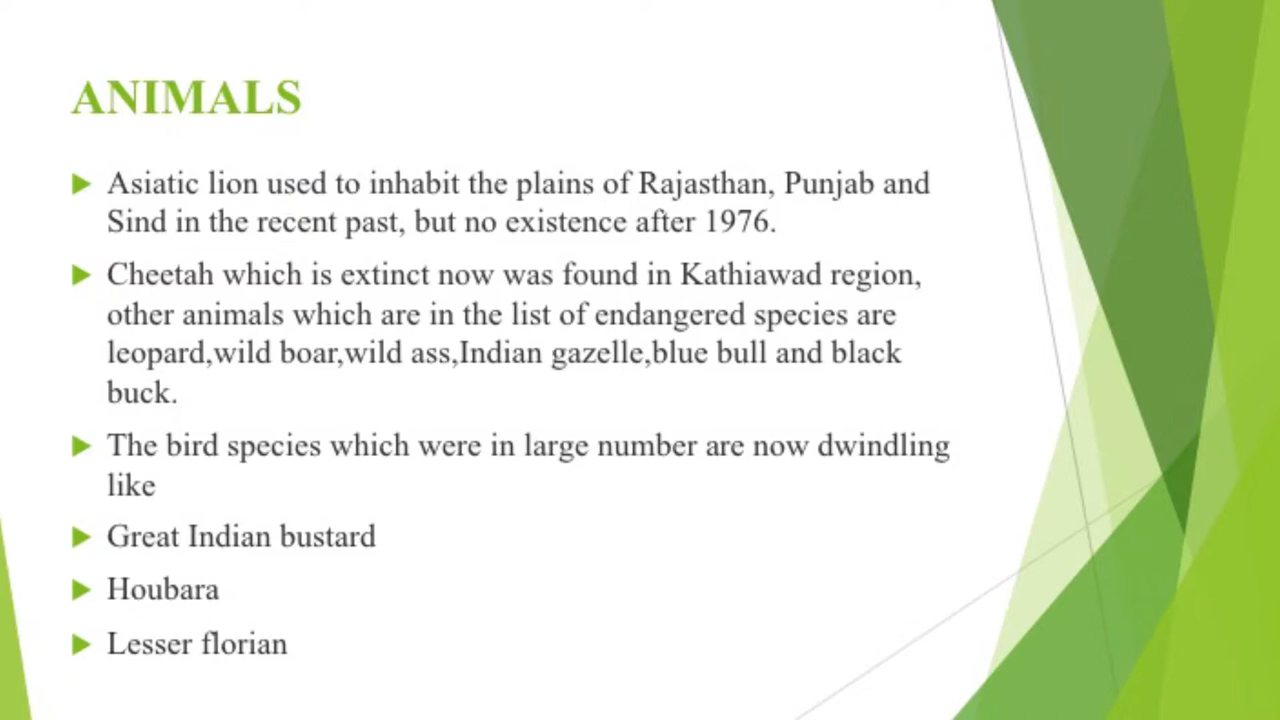 ANIMALS
Asiatic lion used to inhabit the plains of Rajasthan, Punjab and
Sind in the recent past, but no existence after 1976.
Cheetah which is extinct now was found in Kathiawad region,
other animals which are in the list of endangered species are
leopard,wild boar,wild ass,Indian gazelle,blue bull and black
buck.
The bird species which were in large number are now dwindling
like
Great Indian bustard
Houbara
Lesser florian